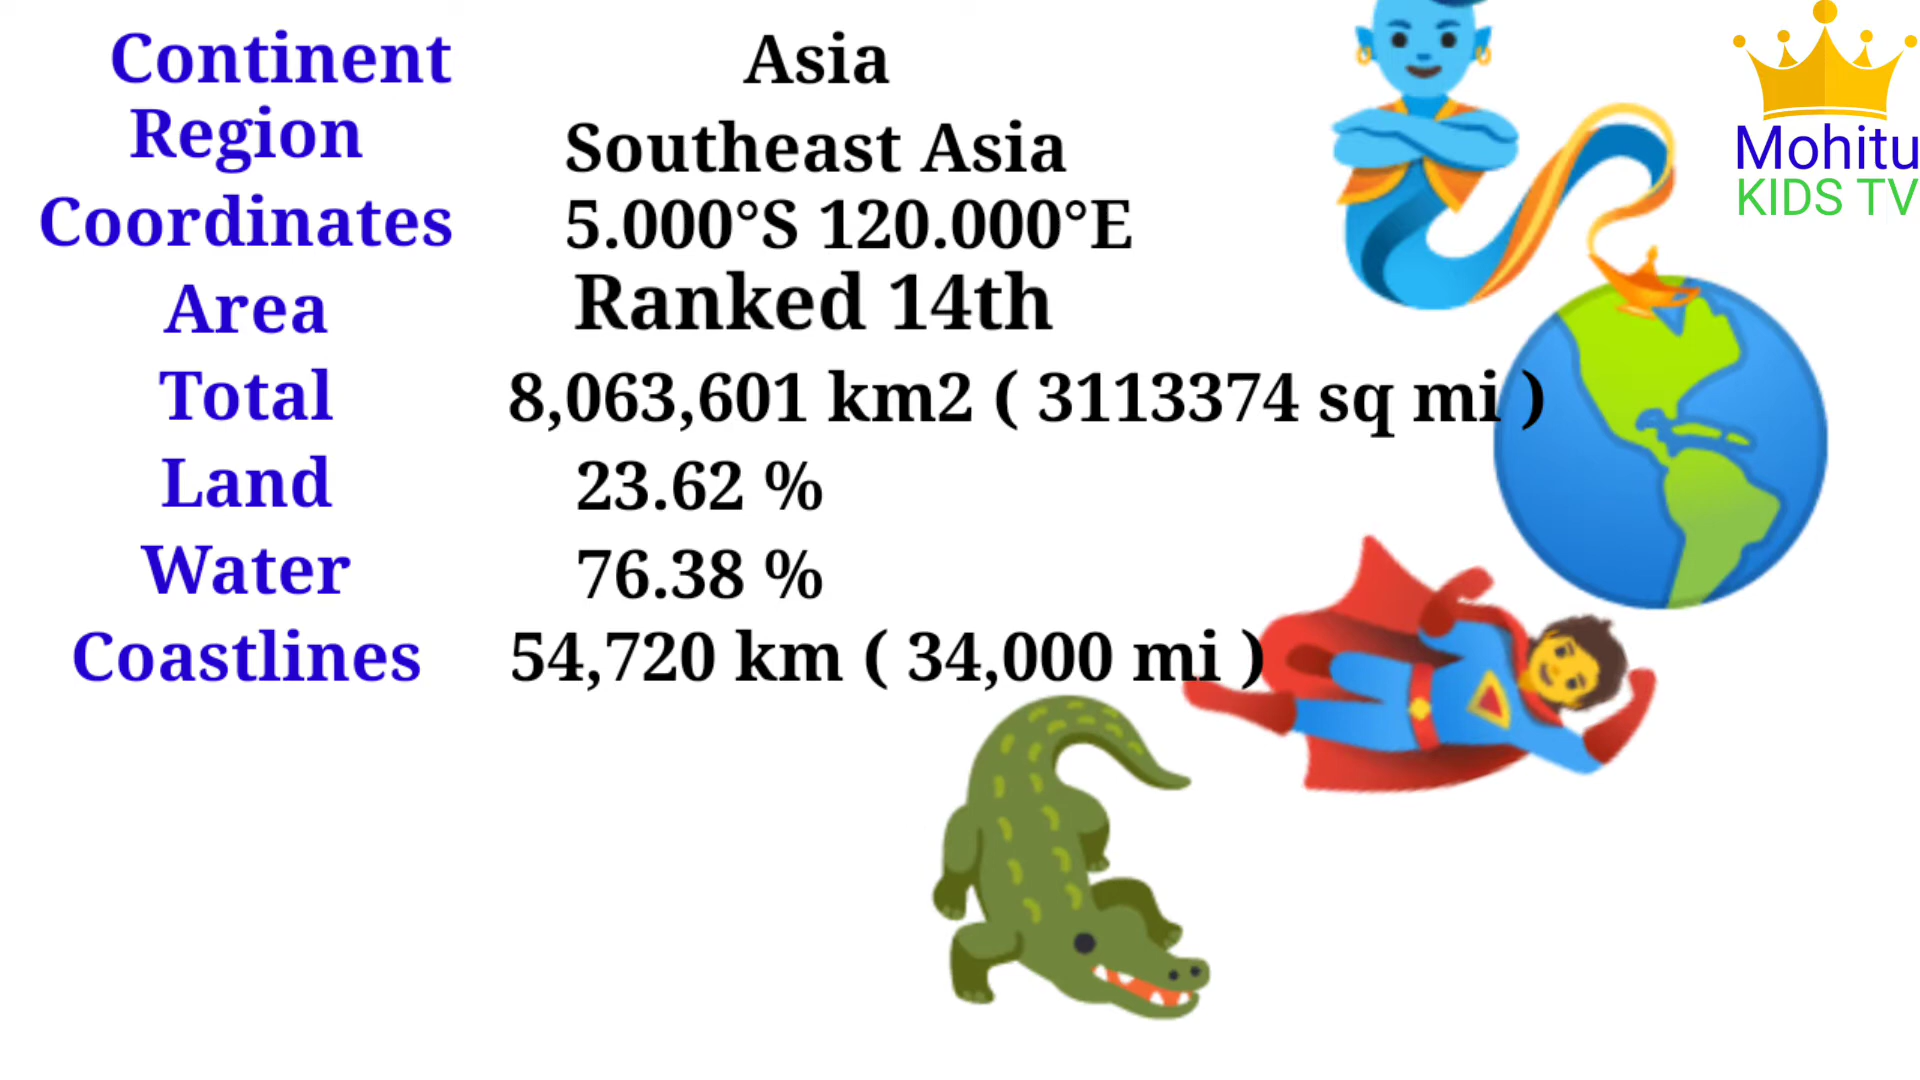 Continent Asia
Region Southeast Asia
Coordinates 5.000°S 120.000°E
Area Ranked 14th
Total 8,063,601 km2 ( 3113374 sq mi )
Land 23.62 %
Water 76.38 %
Coastlines 54,720 km ( 34,000 mi )
Mohitu
KIDS TV